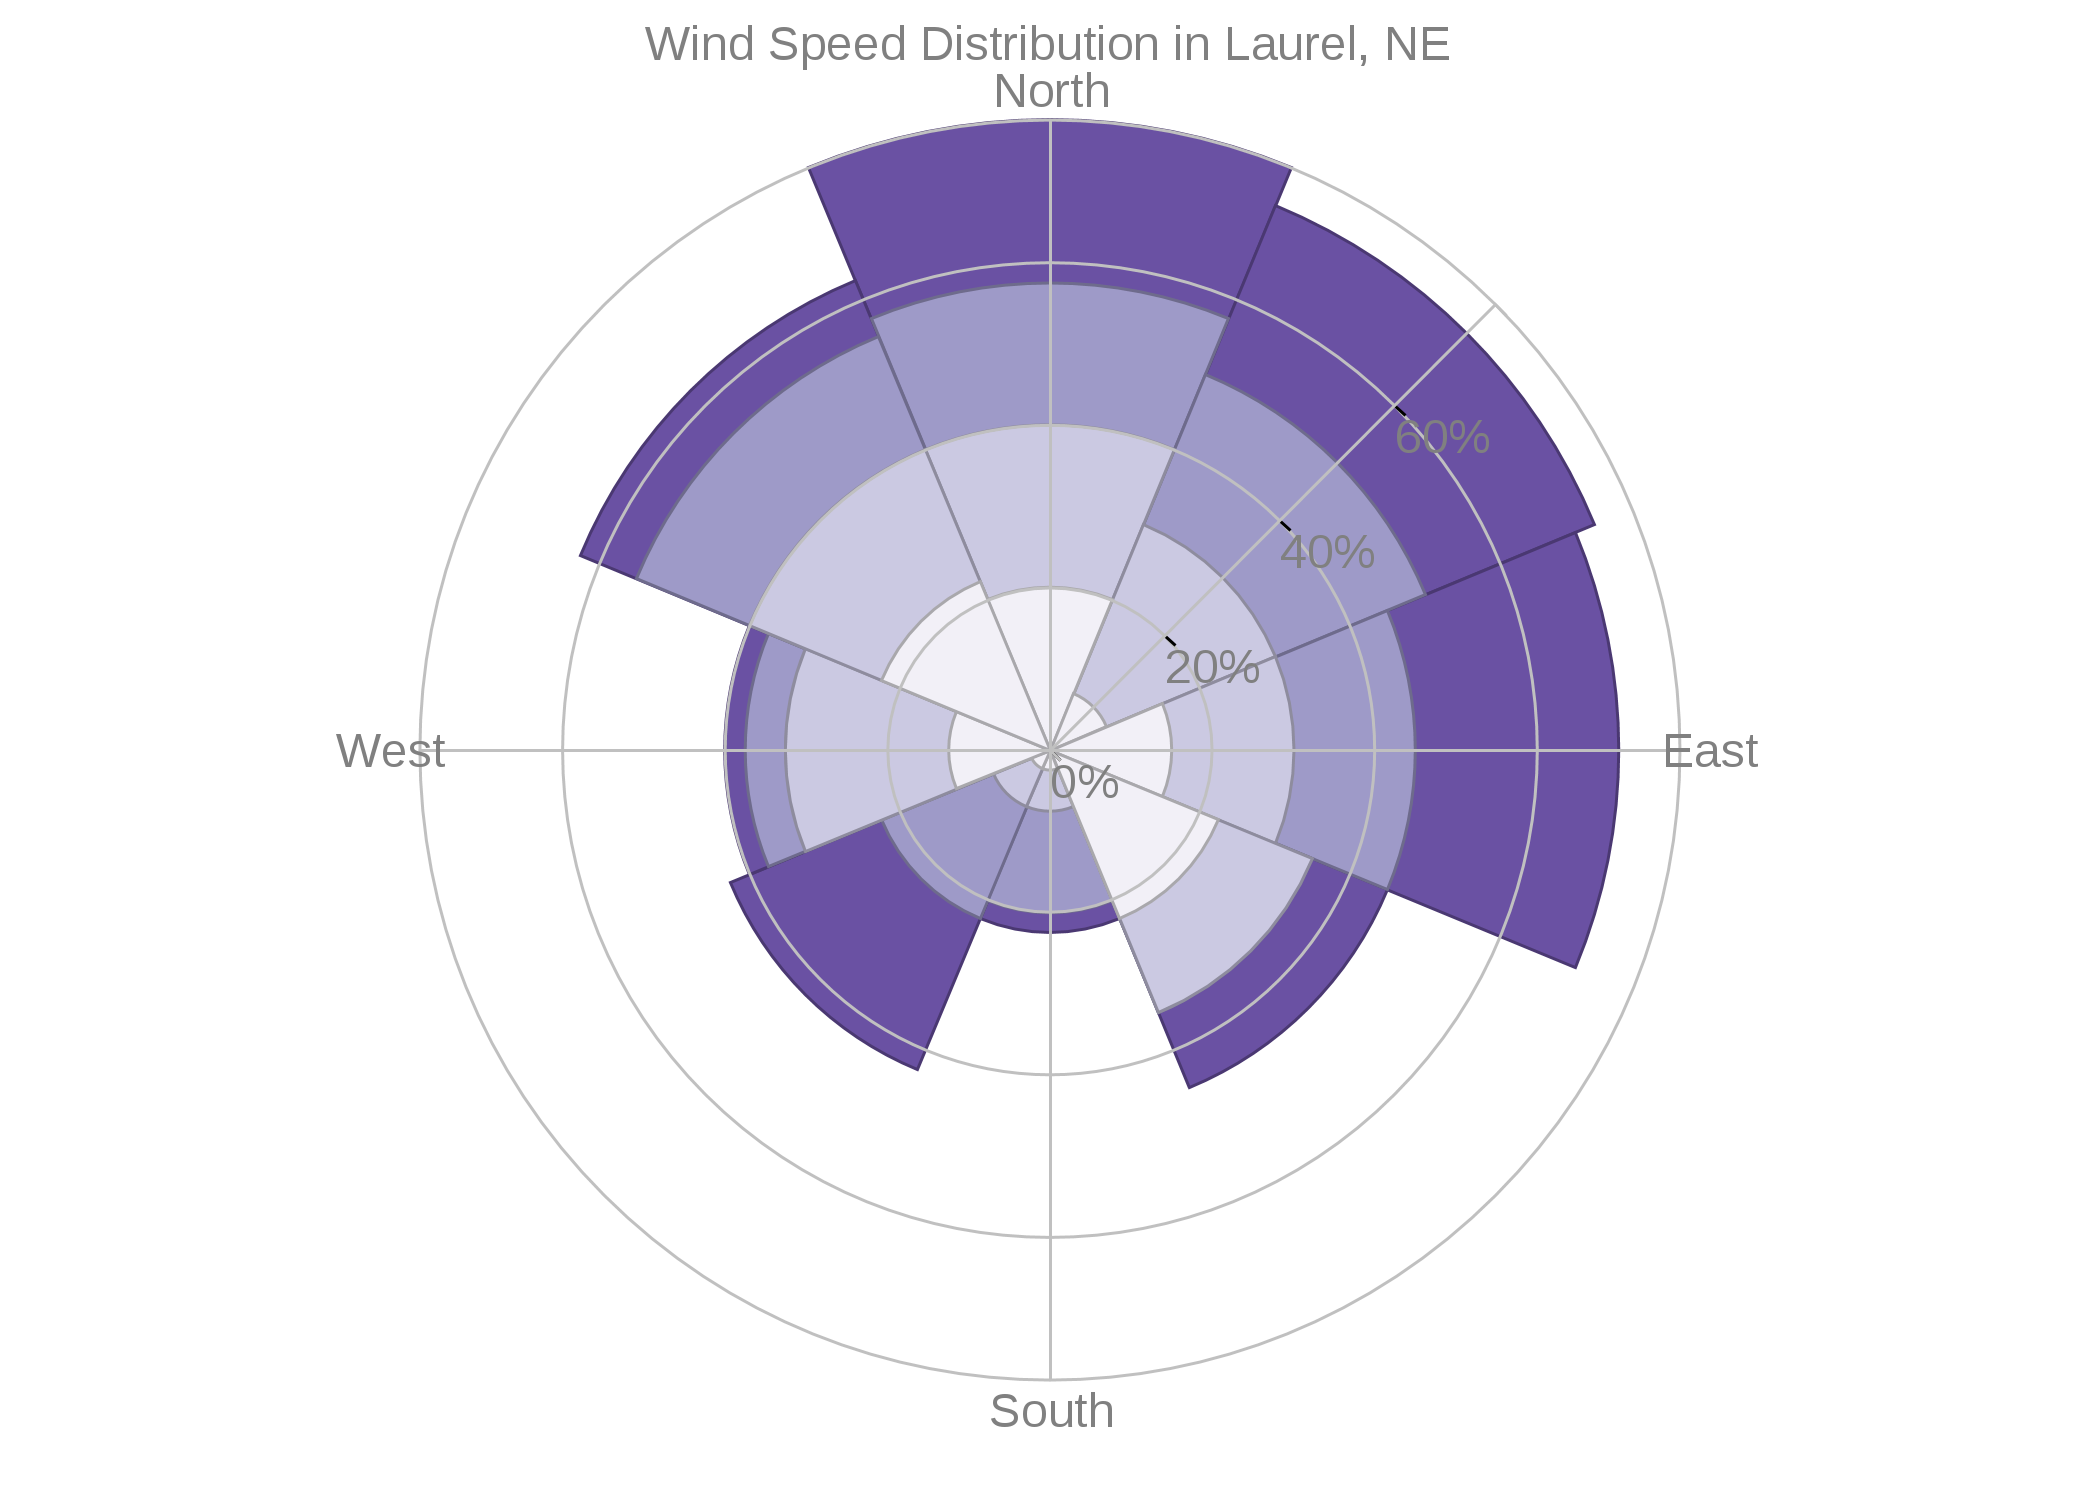 Wind Speed Distribution in Laurel, NE
North
60%
40%
20%
West
East
0%
South